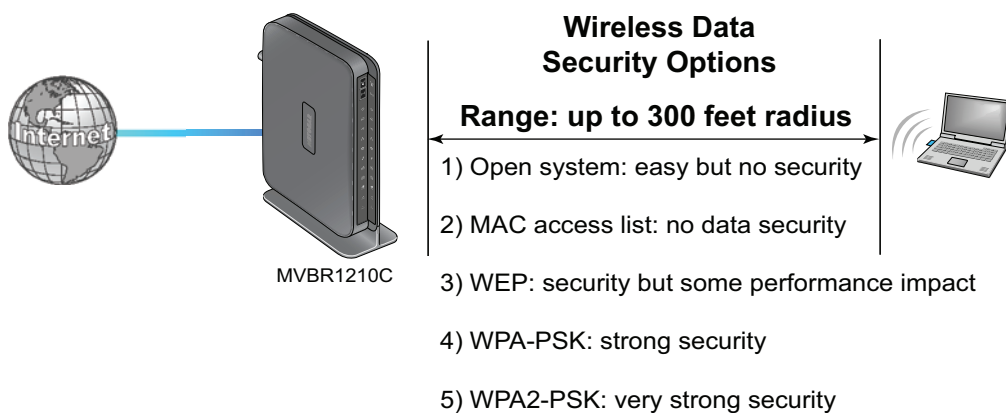 Wireless Data
Security Options
Range: up to 300 feet radius
Internet
1) Open system: easy but no security
2) MAC access list: no data security
MVBR1210C
3) WEP: security but some performance impact
4) WPA-PSK: strong security
5) WPA2-PSK: very strong security